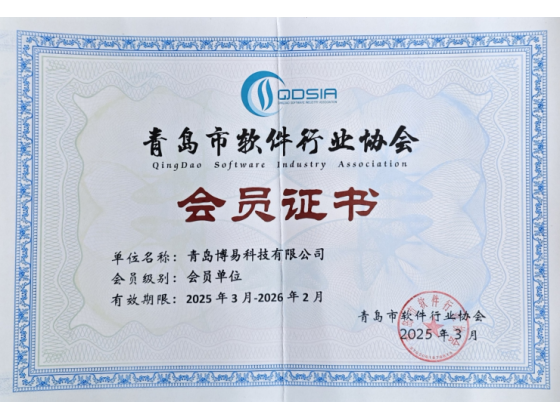 QDSIA
青岛市软件行业协会
QingDao Software Industry Association
会员证书
单位名称：青岛博易科技有限公司
会员级别：会员单位
有效期限：2025年3月-2026年2月
青岛市软件行业协会
2025年3月